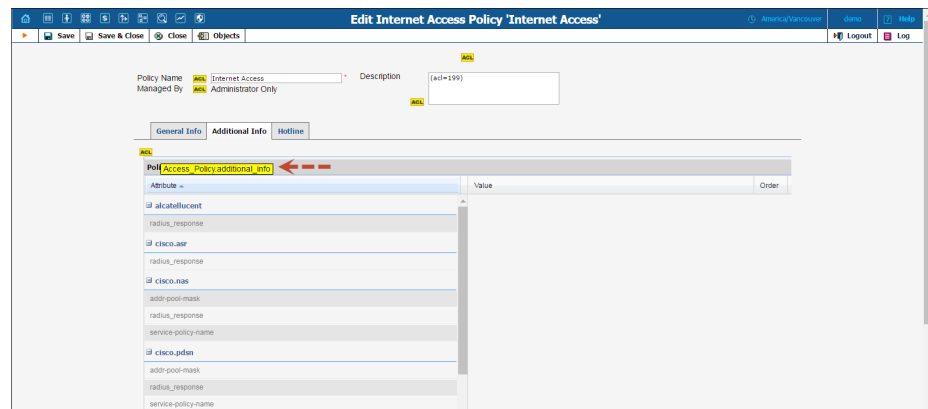 Edit Internet Access Policy 'Internet Access'
America/Vancouver
demo
Help
Save
Save & Close
Close
Objects
Logout
Log
ACL
Policy Name ACL Internet Access * Description (acl=199)
Managed By ACL Administrator Only
ACL
General Info Additional Info Hotline
ACL
Poli Access_Policy.additional_info
Attribute Value Order
alcatellucent
radius_response
cisco.asr
radius_response
cisco.nas
addr-pool-mask
radius_response
service-policy-name
cisco.pdsn
addr-pool-mask
radius_response
service-policy-name